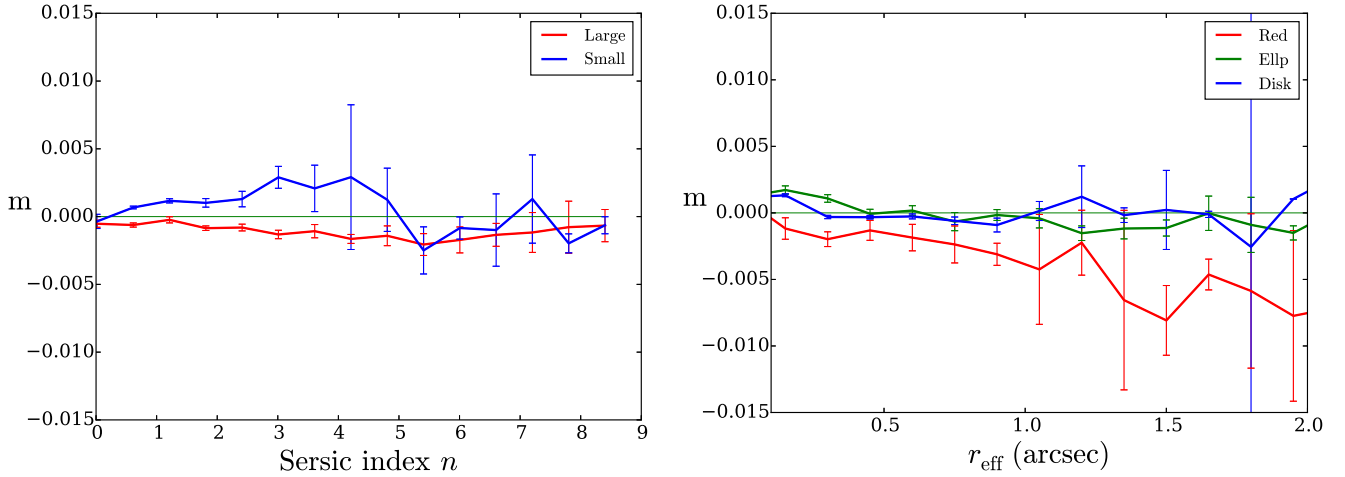 0.015
0.010
0.005
0.000
−0.005
−0.010
−0.015
m
0 1 2 3 4 5 6 7 8 9
Sersic index n
Large
Small
0.015
0.010
0.005
0.000
−0.005
−0.010
−0.015
m
0.5 1.0 1.5 2.0
r_eff (arcsec)
Red
Ellp
Disk